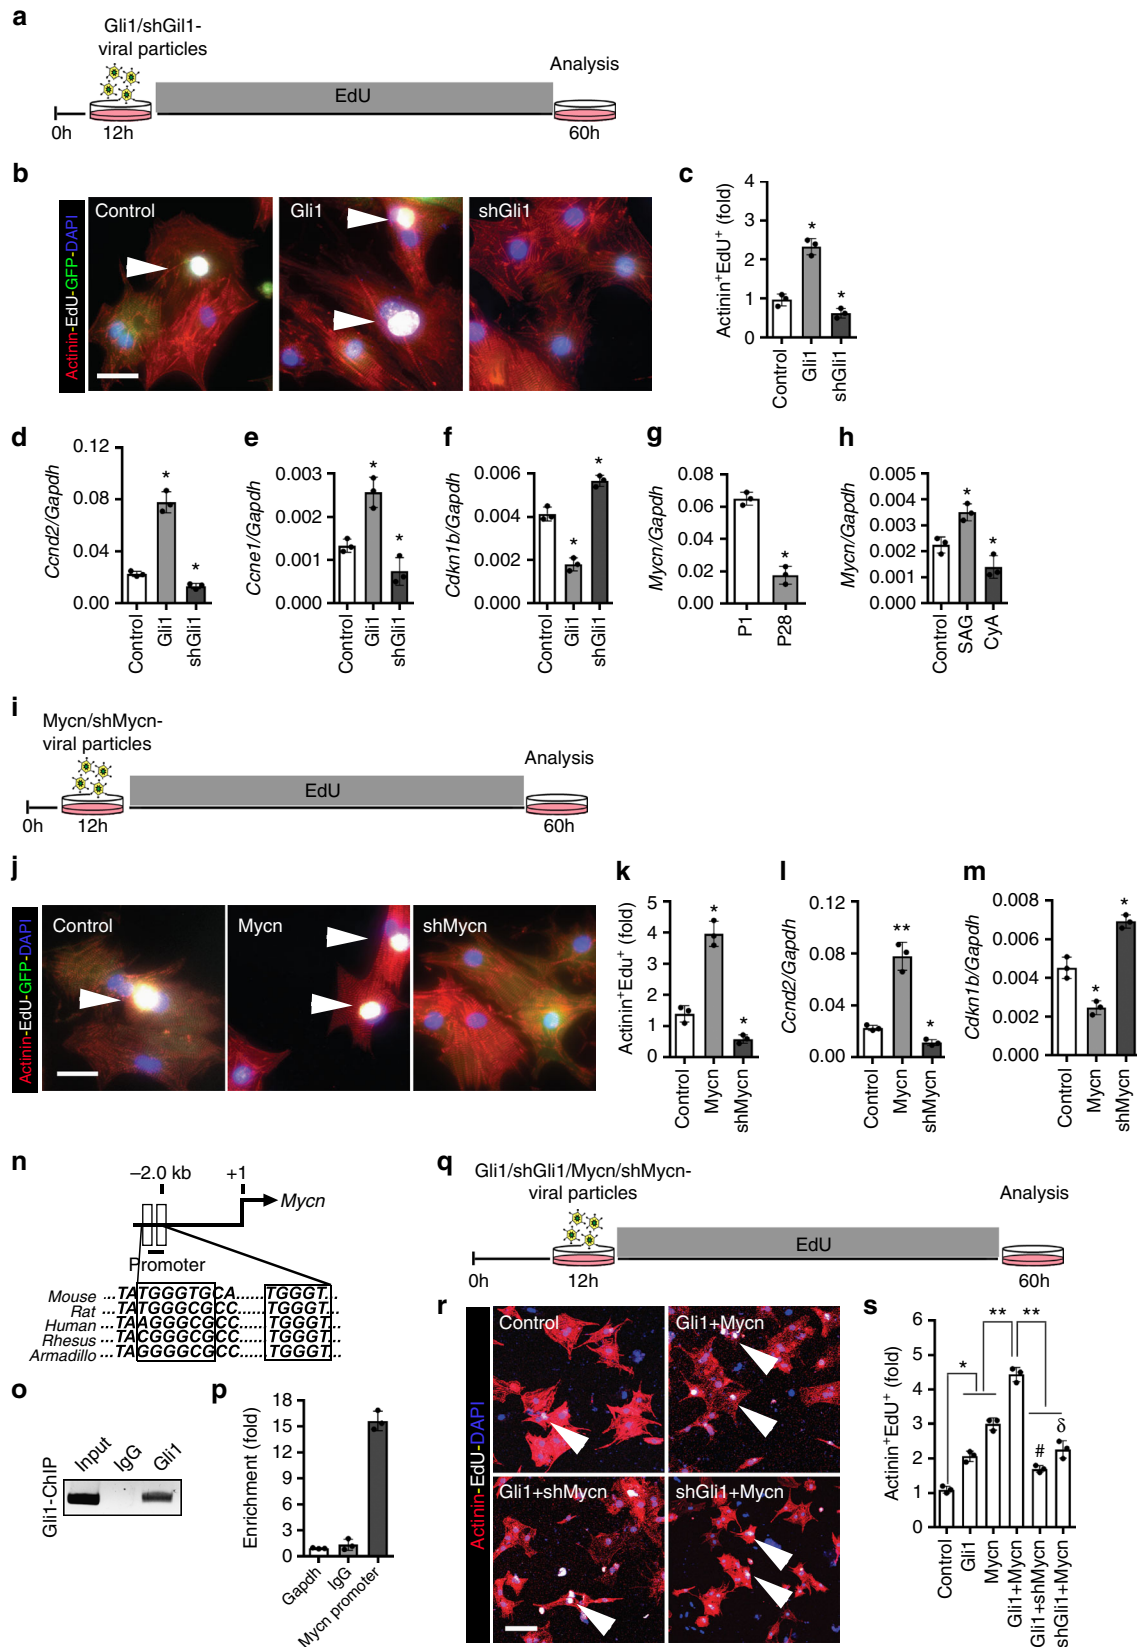 a
Gli1/shGil1-
viral particles
Analysis
EdU
0h
12h
60h
b
Actinin-EdU-GFP-DAPI
Control
Gli1
shGli1
c
Actinin+EdU+ (fold)
4
3
2
1
0
*
*
Control
Gli1
shGli1
d
Ccnd2/Gapdh
0.12
0.08
0.04
0.00
*
*
Control
Gli1
shGli1
e
Ccne1/Gapdh
0.003
0.002
0.001
0.000
*
*
Control
Gli1
shGli1
f
Cdkn1b/Gapdh
0.006
0.004
0.002
0.000
*
*
Control
Gli1
shGli1
g
Mycn/Gapdh
0.08
0.06
0.04
0.02
0.00
*
P1
P28
h
Mycn/Gapdh
0.005
0.004
0.003
0.002
0.001
0.000
*
*
Control
SAG
CyA
i
Mycn/shMycn-
viral particles
Analysis
EdU
0h
12h
60h
j
Actinin-EdU-GFP-DAPI
Control
Mycn
shMycn
k
Actinin+Edu+ (fold)
5
4
3
2
1
0
*
*
Control
Mycn
shMycn
l
Ccnd2/Gapdh
0.12
0.08
0.04
0.00
**
*
Control
Mycn
shMycn
m
Cdkn1b/Gapdh
0.008
0.006
0.004
0.002
0.000
*
*
Control
Mycn
shMycn
n
−2.0 kb
+1
Mycn
Promoter
Mouse ...TATGGGTGCA......TGGGT...
Rat ...TATGGGCGCC......TGGGT...
Human ...TAAGGGCGCC......TGGGT...
Rhesus ...TACGGGCGCC......TGGGT...
Armadillo ...TAGGGGCGCC......TGGGT...
o
Gli1-ChIP
Input
IgG
Gli1
p
Enrichment (fold)
18
15
12
9
6
3
0
Gapdh
IgG
Mycn promoter
q
Gli1/shGli1/Mycn/shMycn-
viral particles
Analysis
EdU
0h
12h
60h
r
Actinin-EdU-DAPI
Control
Gli1+Mycn
Gli1+shMycn
shGli1+Mycn
s
Actinin+EdU+ (fold)
6
5
4
3
2
1
0
*
**
**
#
δ
Control
Gli1
Mycn
Gli1+Mycn
Gli1+shMycn
shGli1+Mycn